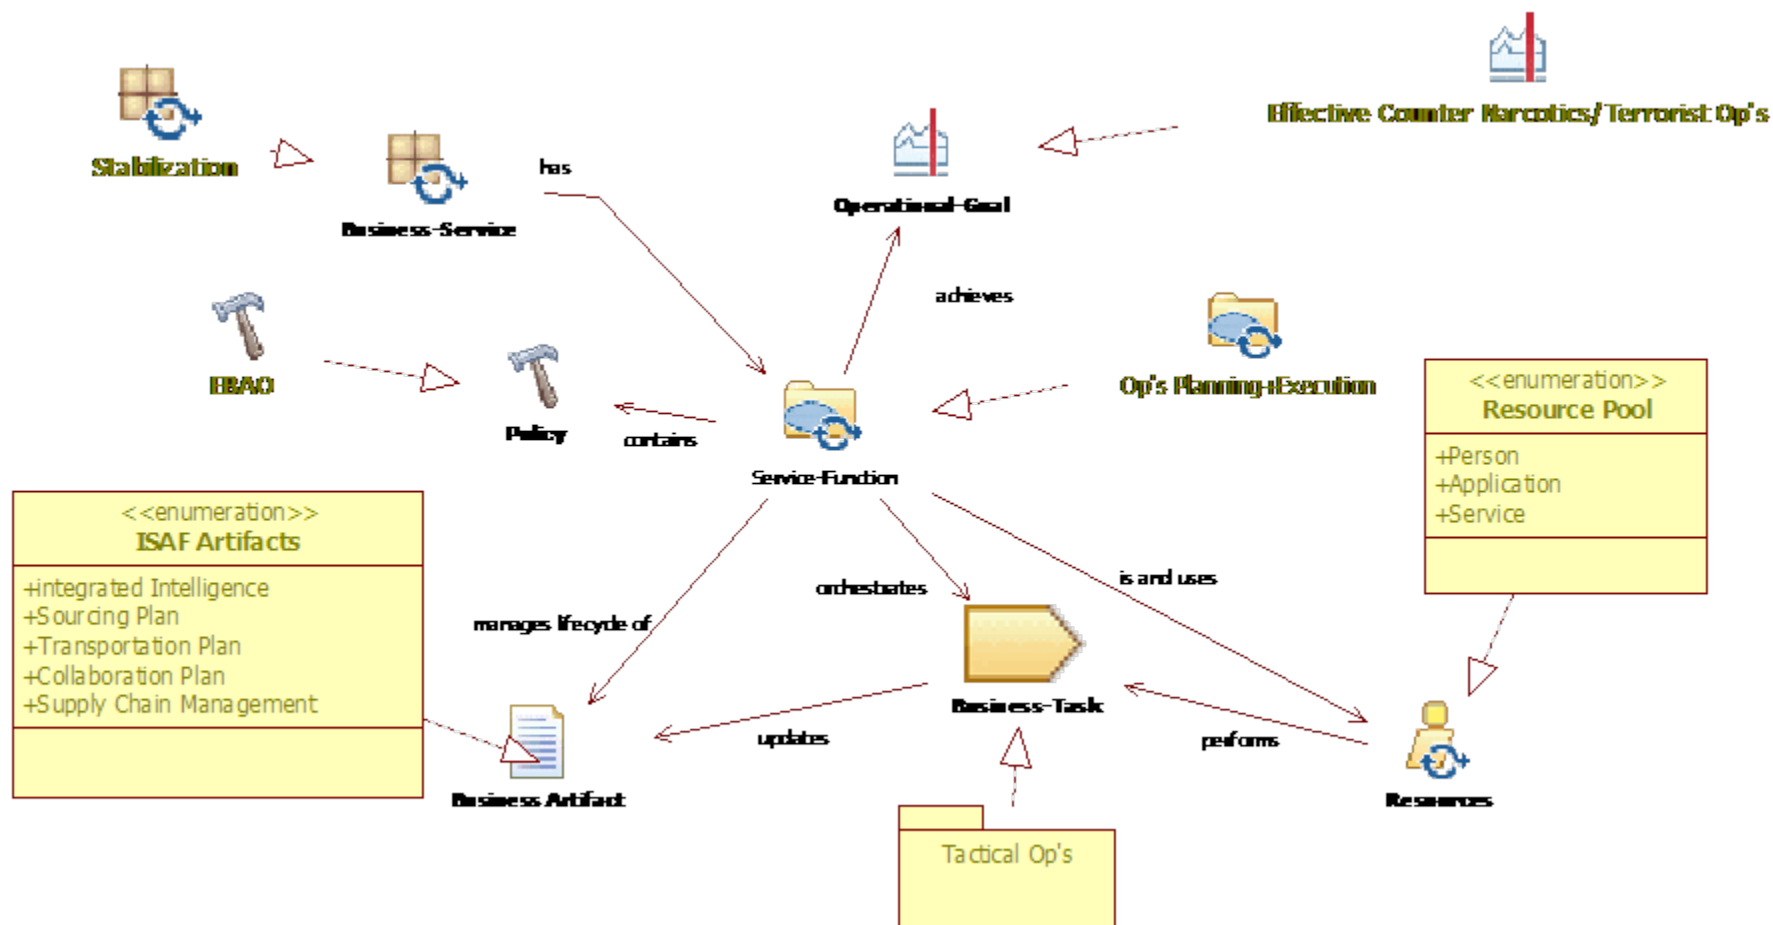 Effective Counter Narcotics/Terrorist Op's
Stabilization
has
Operational-Goal
Business-Service
achieves
EBAO
Op's Planning+Execution
<<enumeration>>
Resource Pool
+Person
+Application
+Service
Policy
contains
Service-Function
<<enumeration>>
ISAF Artifacts
+integrated Intelligence
+Sourcing Plan
+Transportation Plan
+Collaboration Plan
+Supply Chain Management
orchestrates
is and uses
manages lifecycle of
Business-Task
updates
performs
Business Artifact
Resources
Tactical Op's